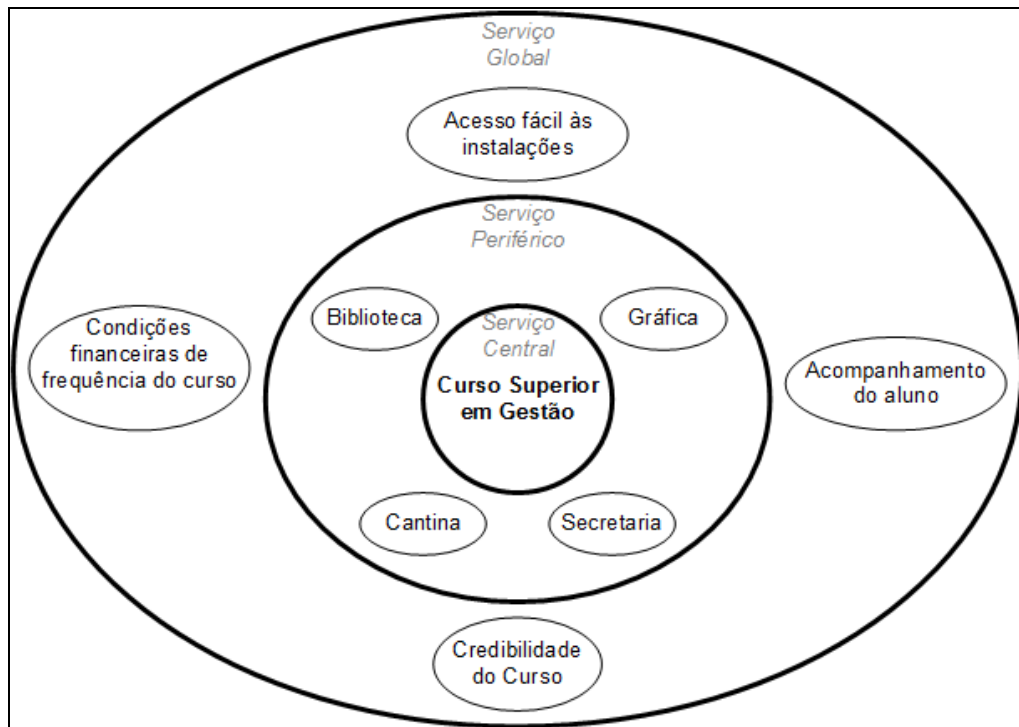 Serviço
Global
Acesso fácil às
instalações
Serviço
Periférico
Biblioteca
Gráfica
Serviço
Central
Curso Superior
em Gestão
Condições
financeiras de
frequência do curso
Acompanhamento
do aluno
Cantina
Secretaria
Credibilidade
do Curso